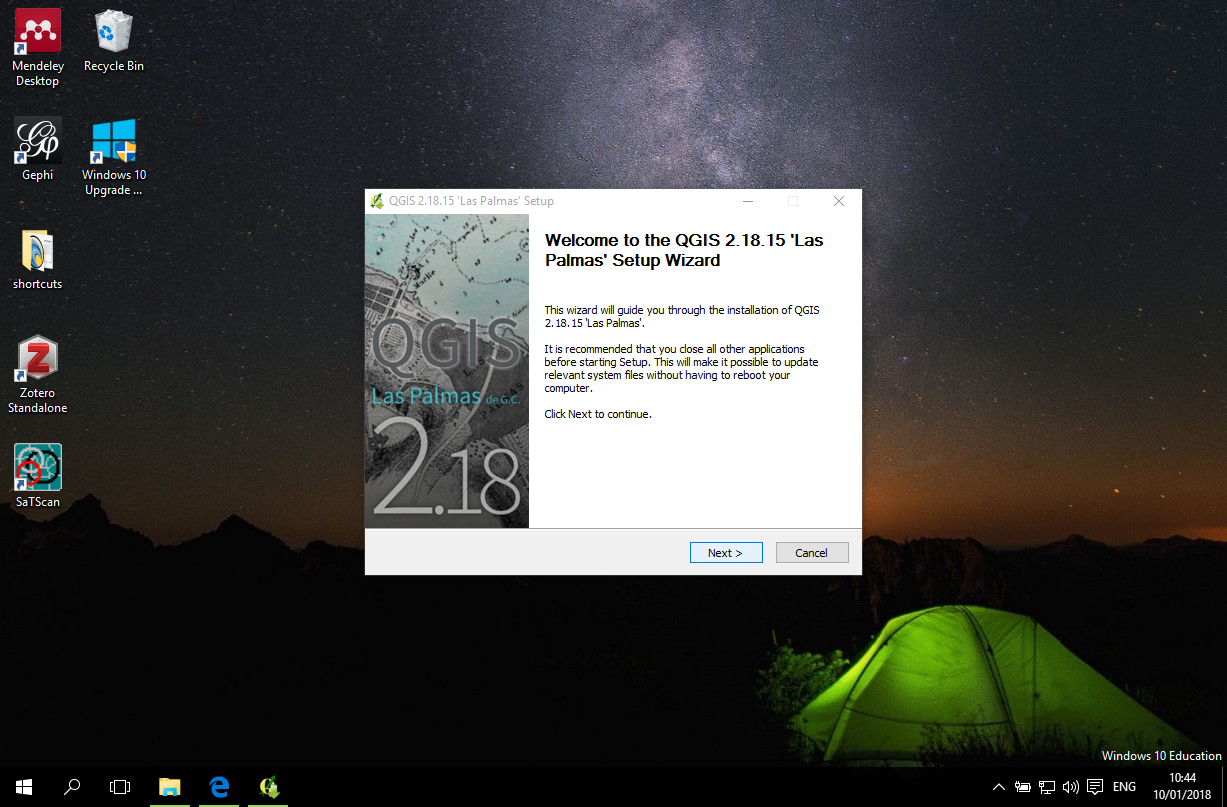 Mendeley
Desktop
Recycle Bin
Gephi
Windows 10
Upgrade ...
shortcuts
Zotero
Standalone
SaTScan
QGIS 2.18.15 'Las Palmas' Setup
QGIS
Las Palmas de G.C.
2.18
Welcome to the QGIS 2.18.15 'Las
Palmas' Setup Wizard
This wizard will guide you through the installation of QGIS
2.18.15 'Las Palmas'.
It is recommended that you close all other applications
before starting Setup. This will make it possible to update
relevant system files without having to reboot your
computer.
Click Next to continue.
Next >
Cancel
Windows 10 Education
ENG
10:44
10/01/2018